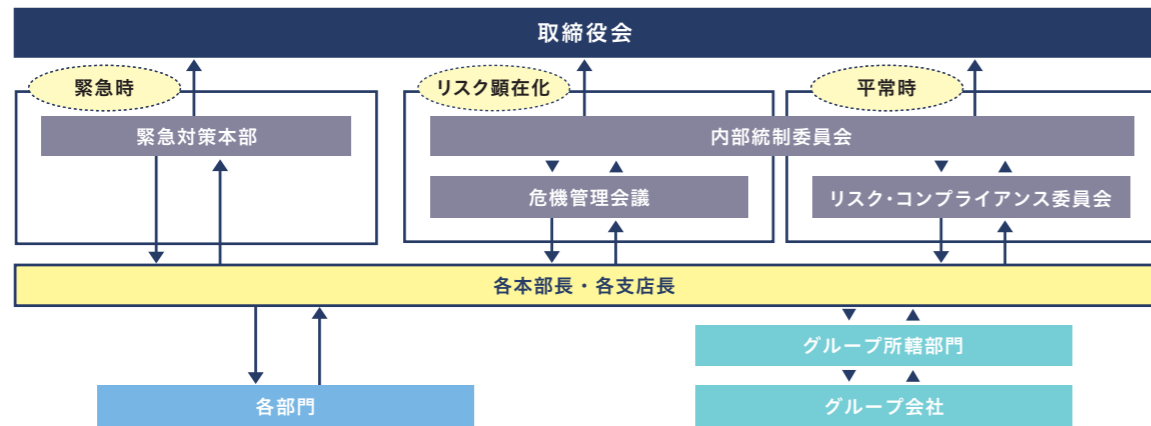 取締役会
緊急時
リスク顕在化
平常時
緊急対策本部
内部統制委員会
危機管理会議
リスク・コンプライアンス委員会
各本部長・各支店長
グループ所轄部門
各部門
グループ会社